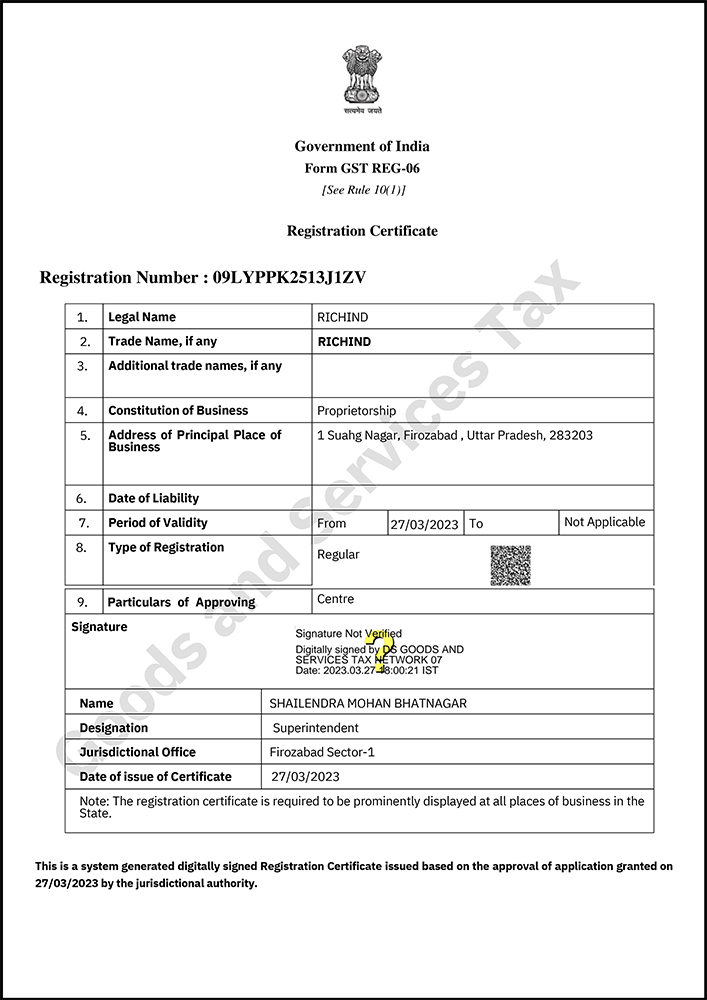 सत्यमेव जयते
Government of India
Form GST REG-06
[See Rule 10(1)]
Registration Certificate
Registration Number : 09LYPPK2513J1ZV
1. Legal Name RICHIND
2. Trade Name, if any RICHIND
3. Additional trade names, if any
4. Constitution of Business Proprietorship
5. Address of Principal Place of 1 Suahg Nagar, Firozabad , Uttar Pradesh, 283203
Business
6. Date of Liability
7. Period of Validity From 27/03/2023 To Not Applicable
8. Type of Registration Regular
9. Particulars of Approving Centre
Signature
Signature Not Verified
Digitally signed by DS GOODS AND
SERVICES TAX NETWORK 07
Date: 2023.03.27 18:00:21 IST
?
Name SHAILENDRA MOHAN BHATNAGAR
Designation Superintendent
Jurisdictional Office Firozabad Sector-1
Date of issue of Certificate 27/03/2023
Note: The registration certificate is required to be prominently displayed at all places of business in the
State.
This is a system generated digitally signed Registration Certificate issued based on the approval of application granted on
27/03/2023 by the jurisdictional authority.
Goods and Services Tax